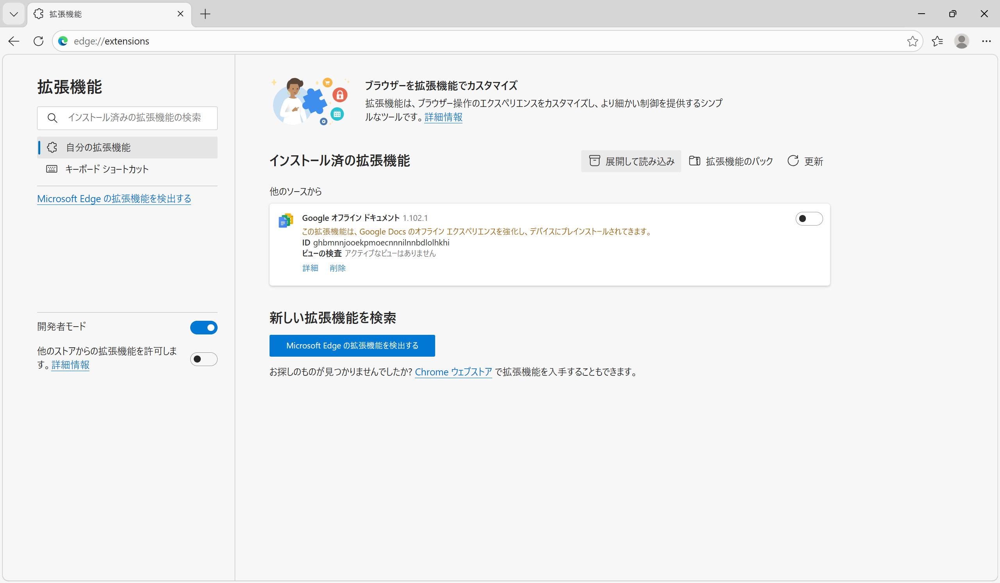 拡張機能
edge://extensions
拡張機能
インストール済みの拡張機能の検索
自分の拡張機能
キーボード ショートカット
Microsoft Edge の拡張機能を検出する
開発者モード
他のストアからの拡張機能を許可しま
す。詳細情報
ブラウザーを拡張機能でカスタマイズ
拡張機能は、ブラウザー操作のエクスペリエンスをカスタマイズし、より細かい制御を提供するシンプ
ルなツールです。詳細情報
インストール済の拡張機能
展開して読み込み 拡張機能のパック 更新
他のソースから
Google オフライン ドキュメント 1.102.1
この拡張機能は、Google Docs のオフライン エクスペリエンスを強化し、デバイスにプレインストールされてきます。
ID ghbmnnjooekpmoecnnnilnnbdlolhkhi
ビューの検査 アクティブなビューはありません
詳細 削除
新しい拡張機能を検索
Microsoft Edge の拡張機能を検出する
お探しのものが見つかりませんでしたか? Chrome ウェブストア で拡張機能を入手することもできます。